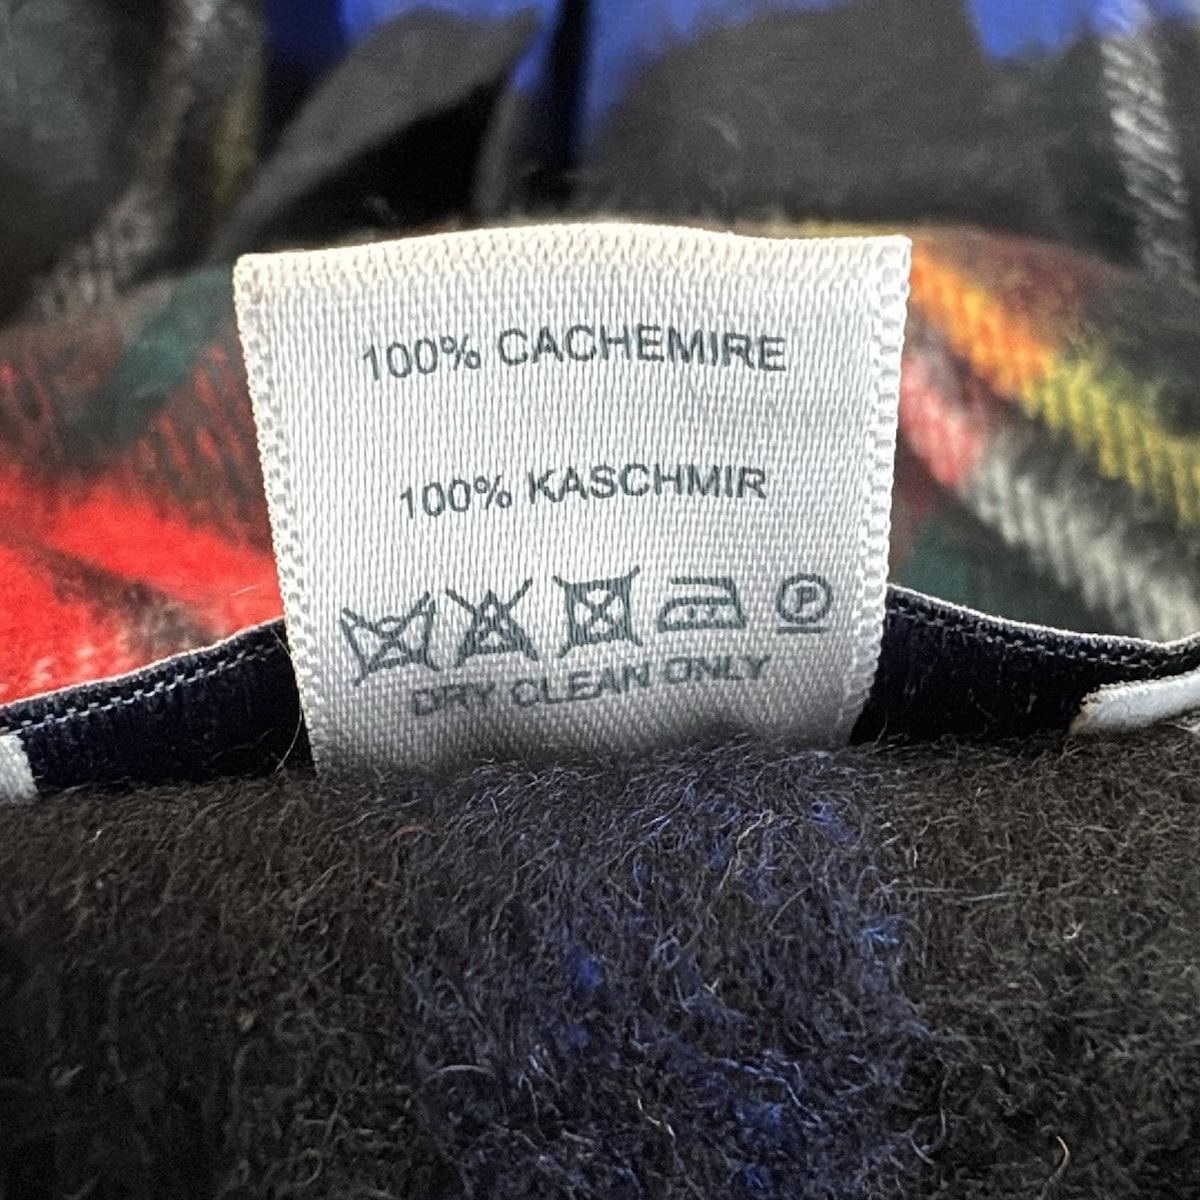 100% CACHEMIRE
100% KASCHMIR
P
DRY CLEAN ONLY